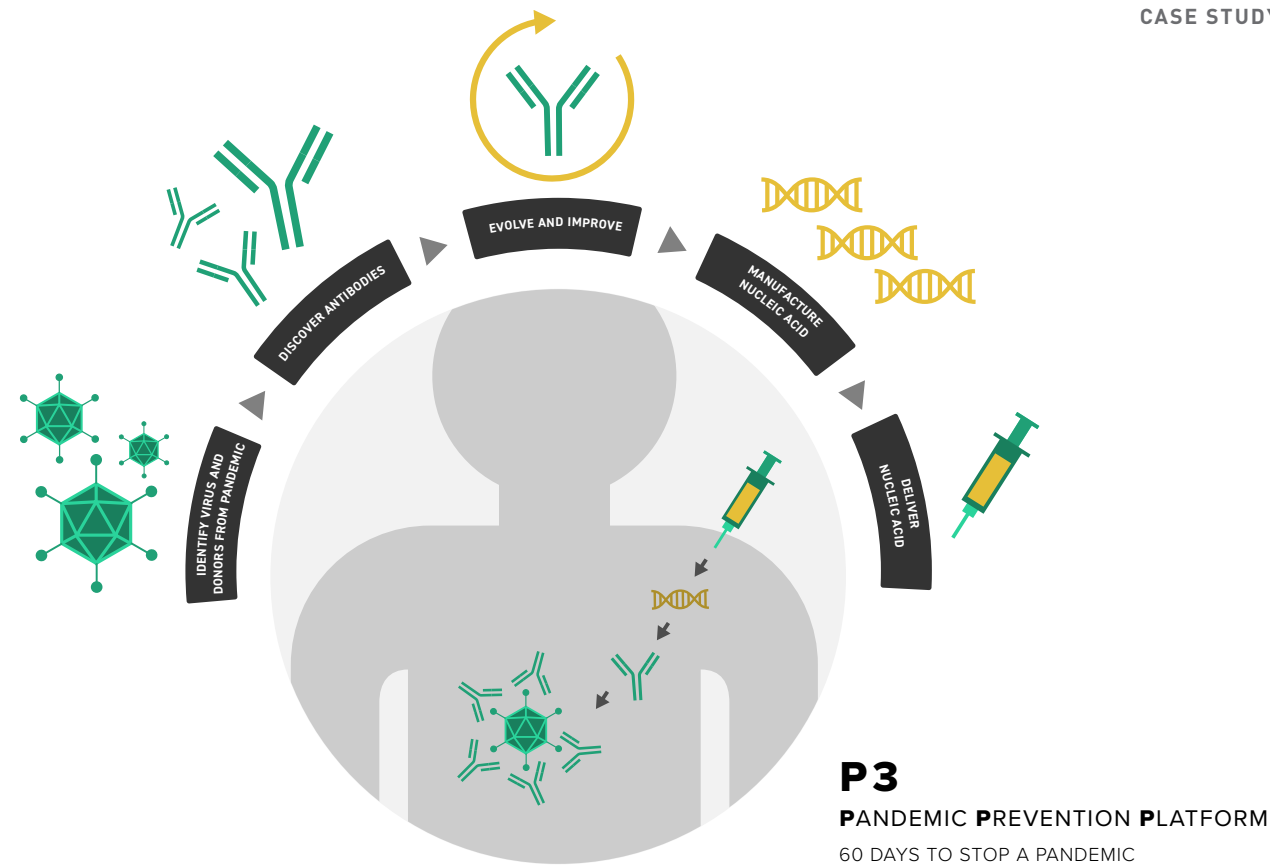 CASE STUDY
IDENTIFY VIRUS AND
DONORS FROM PANDEMIC
DISCOVER ANTIBODIES
EVOLVE AND IMPROVE
MANUFACTURE
NUCLEIC ACID
DELIVER
NUCLEIC ACID
P3
PANDEMIC PREVENTION PLATFORM
60 DAYS TO STOP A PANDEMIC